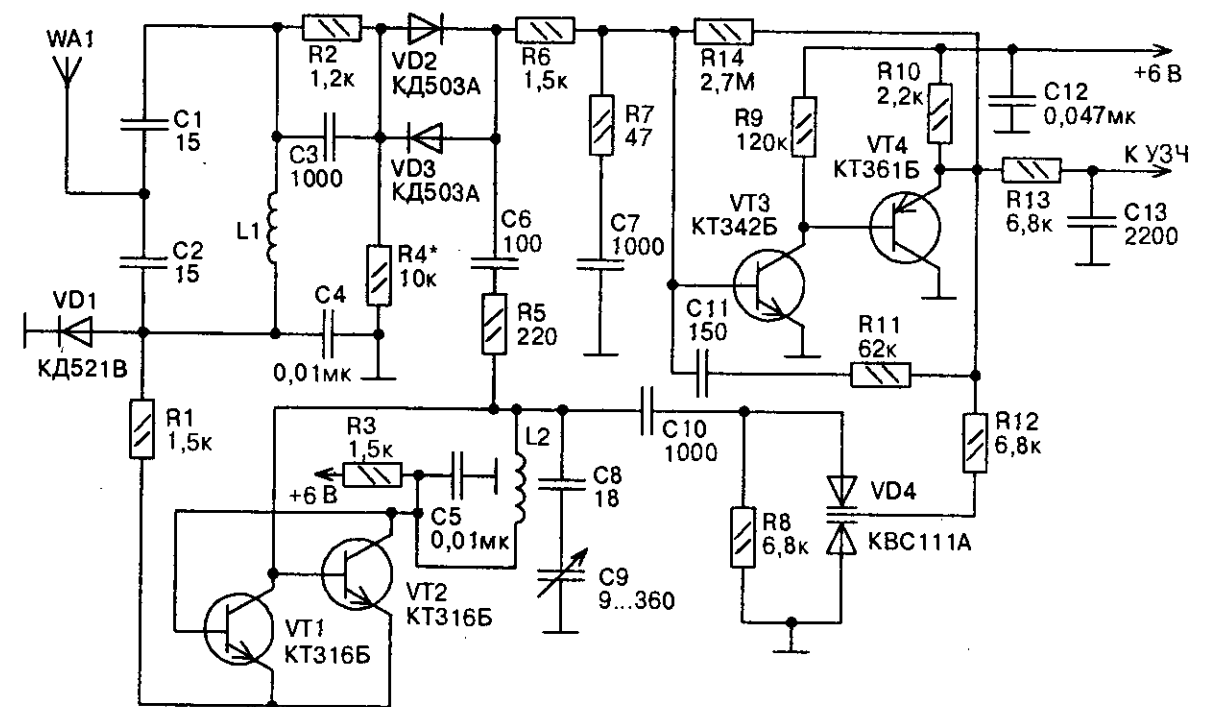 WA1
C1
15
C2
15
VD1
КД521В
R1
1,5к
R2
1,2к
C3
1000
L1
C4
0,01мк
R4*
10к
VD2
КД503А
VD3
КД503А
R6
1,5к
C6
100
R5
220
R7
47
C7
1000
R14
2,7М
R9
120к
R10
2,2к
VT4
КТ361Б
VT3
КТ342Б
C12
0,047мк
+6 В
К УЗЧ
R13
6,8к
C13
2200
C11
150
R11
62к
R12
6,8к
R3
1,5к
+6 В
C5
0,01мк
L2
C8
18
C9
9...360
C10
1000
R8
6,8к
VD4
КВС111А
VT2
КТ316Б
VT1
КТ316Б